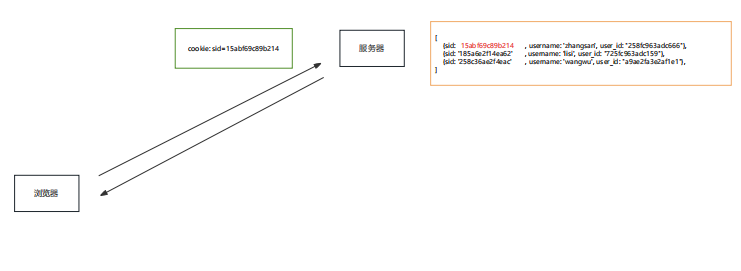 cookie: sid=15abf69c89b214
服务器
[
{sid: 15abf69c89b214 , username: 'zhangsan', user_id: "258fc963adc666"},
{sid: '185a6e2f14ea62' , username: 'lisi', user_id: "725fc963adc159"},
{sid: '258c36ae2f4eac' , username: 'wangwu', user_id: "a9ae2fa3e2af1e1"},
]
浏览器